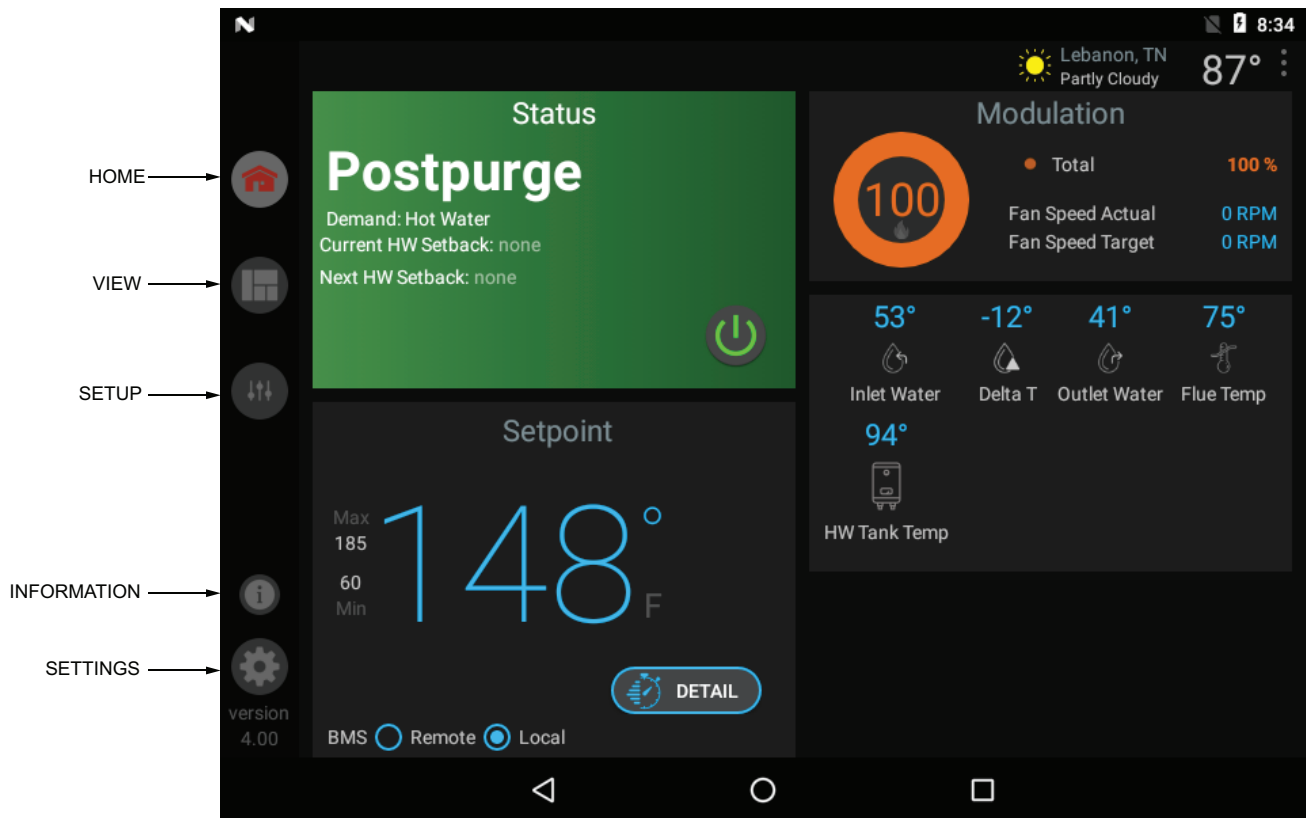 8:34
Lebanon, TN
Partly Cloudy
87°
HOME
VIEW
SETUP
INFORMATION
SETTINGS
version
4.00
Status
Postpurge
Demand: Hot Water
Current HW Setback: none
Next HW Setback: none
Setpoint
Max
185
60
Min
148°
F
DETAIL
BMS Remote Local
Modulation
100
Total 100 %
Fan Speed Actual 0 RPM
Fan Speed Target 0 RPM
53° -12° 41° 75°
Inlet Water Delta T Outlet Water Flue Temp
94°
HW Tank Temp